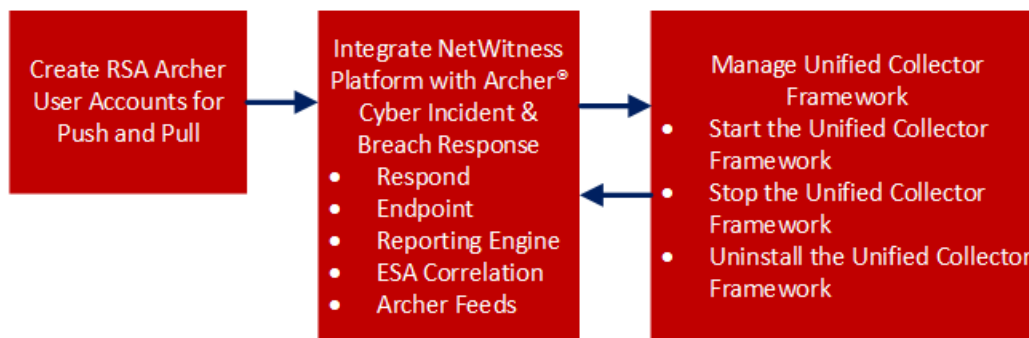 Create RSA Archer
User Accounts for
Push and Pull
Integrate NetWitness
Platform with Archer®
Cyber Incident &
Breach Response
• Respond
• Endpoint
• Reporting Engine
• ESA Correlation
• Archer Feeds
Manage Unified Collector
Framework
• Start the Unified Collector
Framework
• Stop the Unified Collector
Framework
• Uninstall the Unified Collector
Framework